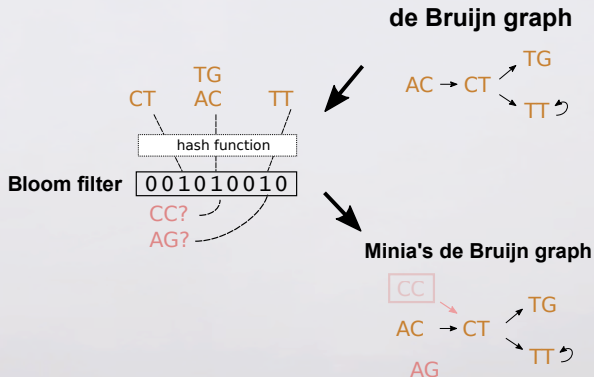 de Bruijn graph
TG
AC CT
TT
TG
CT AC TT
hash function
Bloom filter 001010010
CC?
AG?
Minia's de Bruijn graph
CC
TG
AC CT
TT
AG